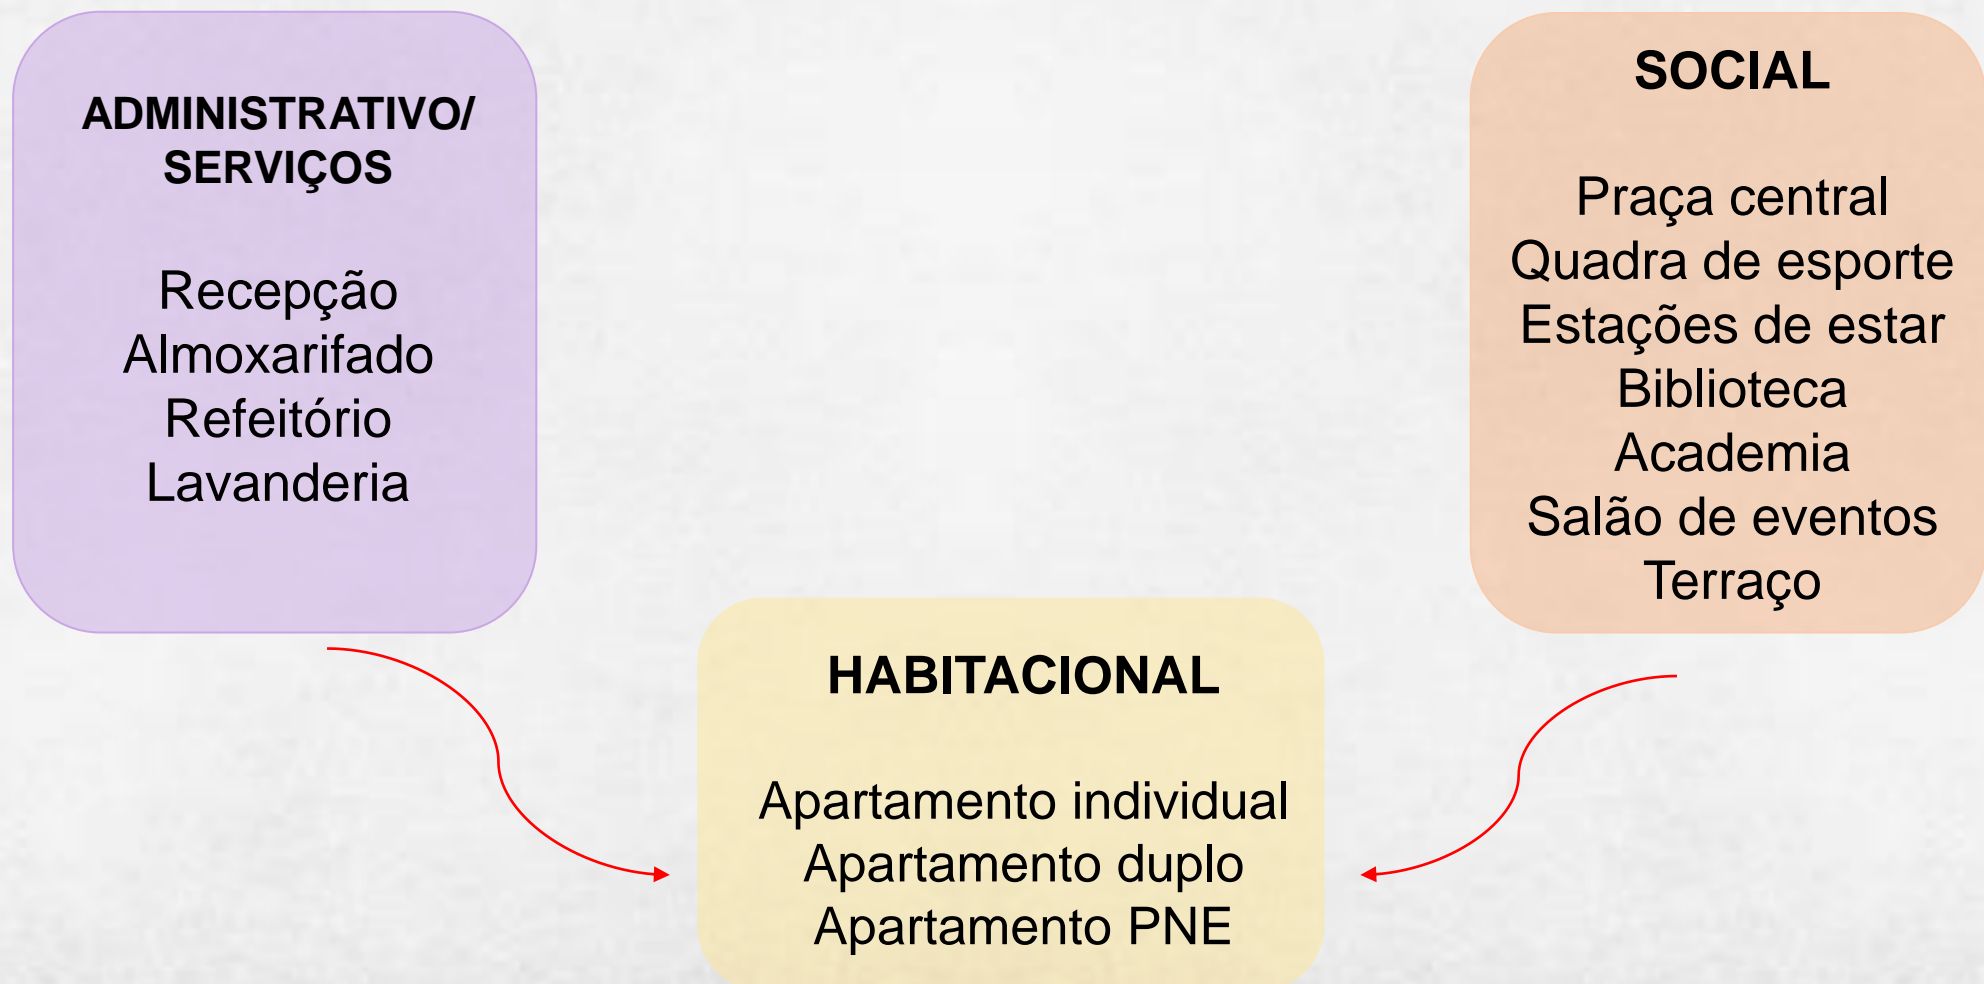 ADMINISTRATIVO/
SERVIÇOS
Recepção
Almoxarifado
Refeitório
Lavanderia
SOCIAL
Praça central
Quadra de esporte
Estações de estar
Biblioteca
Academia
Salão de eventos
Terraço
HABITACIONAL
Apartamento individual
Apartamento duplo
Apartamento PNE